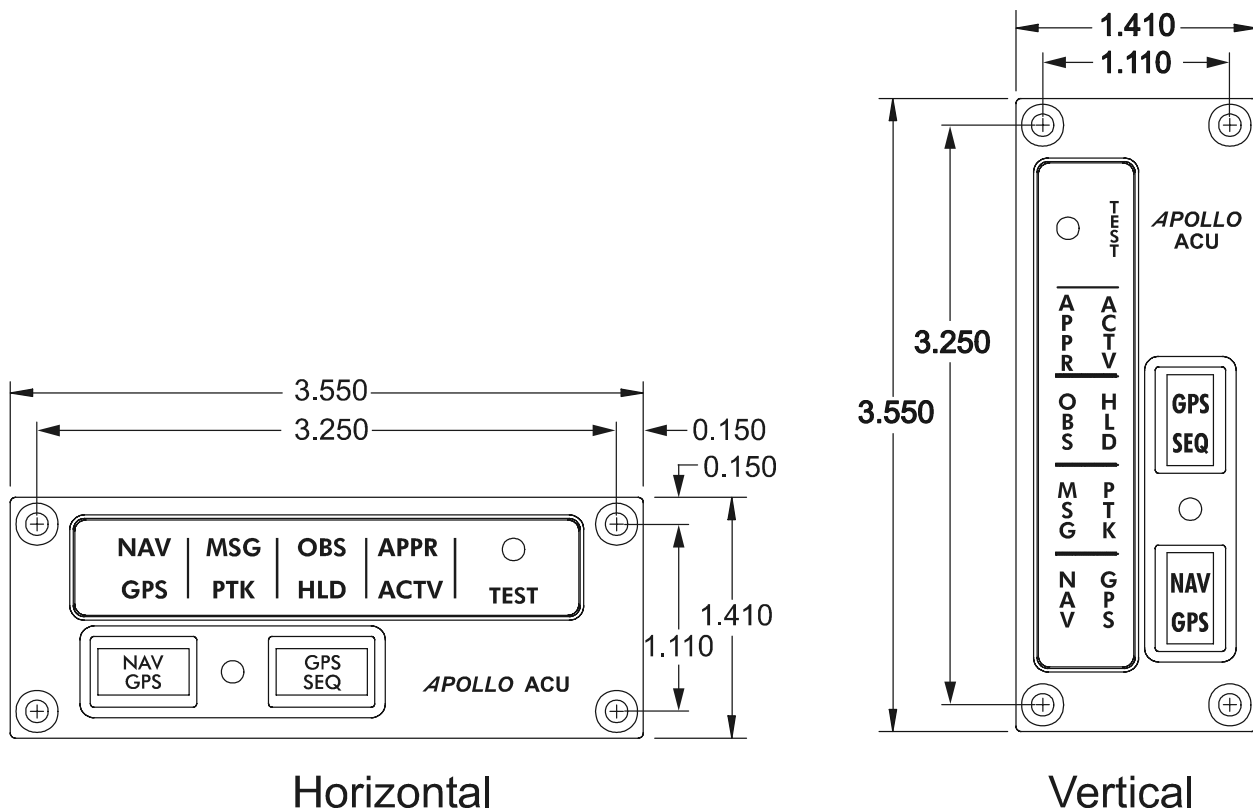 3.550
3.250
0.150
0.150
NAV MSG OBS APPR
GPS PTK HLD ACTV TEST
1.410
1.110
NAV
GPS
GPS
SEQ
APOLLO ACU
Horizontal
1.410
1.110
3.250
3.550
TEST
APOLLO
ACU
APPR ACTV
OBS HLD
MSG PTK
NAV GPS
GPS
SEQ
NAV
GPS
Vertical